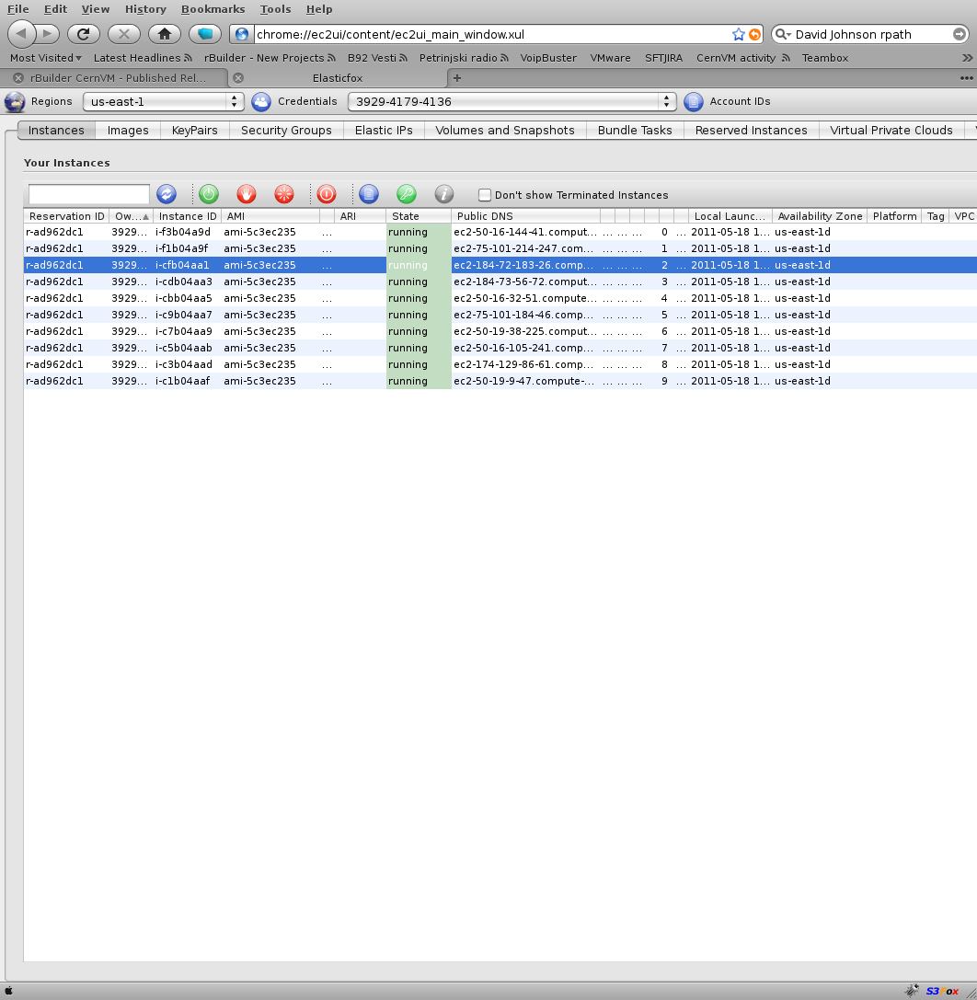 File Edit View History Bookmarks Tools Help
chrome://ec2ui/content/ec2ui_main_window.xul David Johnson rpath
Most Visited Latest Headlines rBuilder - New Projects B92 Vesti Petrinjski radio VoipBuster VMware SFTJIRA CernVM activity Teambox »
rBuilder CernVM - Published Rel... Elasticfox
Regions us-east-1 Credentials 3929-4179-4136 Account IDs
Instances Images KeyPairs Security Groups Elastic IPs Volumes and Snapshots Bundle Tasks Reserved Instances Virtual Private Clouds
Your Instances
Don't show Terminated Instances
Reservation ID Ow... Instance ID AMI ARI State Public DNS Local Launc... Availability Zone Platform Tag VPC
r-ad962dc1 3929... i-f3b04a9d ami-5c3ec235 ... running ec2-50-16-144-41.comput... ... ... ... 0 ... 2011-05-18 1... us-east-1d
r-ad962dc1 3929... i-f1b04a9f ami-5c3ec235 ... running ec2-75-101-214-247.com... ... ... ... 1 ... 2011-05-18 1... us-east-1d
r-ad962dc1 3929... i-cfb04aa1 ami-5c3ec235 ... running ec2-184-72-183-26.comp... ... ... ... 2 ... 2011-05-18 1... us-east-1d
r-ad962dc1 3929... i-cdb04aa3 ami-5c3ec235 ... running ec2-184-73-56-72.comput... ... ... ... 3 ... 2011-05-18 1... us-east-1d
r-ad962dc1 3929... i-cbb04aa5 ami-5c3ec235 ... running ec2-50-16-32-51.compute... ... ... ... 4 ... 2011-05-18 1... us-east-1d
r-ad962dc1 3929... i-c9b04aa7 ami-5c3ec235 ... running ec2-75-101-184-46.comp... ... ... ... 5 ... 2011-05-18 1... us-east-1d
r-ad962dc1 3929... i-c7b04aa9 ami-5c3ec235 ... running ec2-50-19-38-225.comput... ... ... ... 6 ... 2011-05-18 1... us-east-1d
r-ad962dc1 3929... i-c5b04aab ami-5c3ec235 ... running ec2-50-16-105-241.comp... ... ... ... 7 ... 2011-05-18 1... us-east-1d
r-ad962dc1 3929... i-c3b04aad ami-5c3ec235 ... running ec2-174-129-86-61.comp... ... ... ... 8 ... 2011-05-18 1... us-east-1d
r-ad962dc1 3929... i-c1b04aaf ami-5c3ec235 ... running ec2-50-19-9-47.compute-... ... ... ... 9 ... 2011-05-18 1... us-east-1d
S3Fox